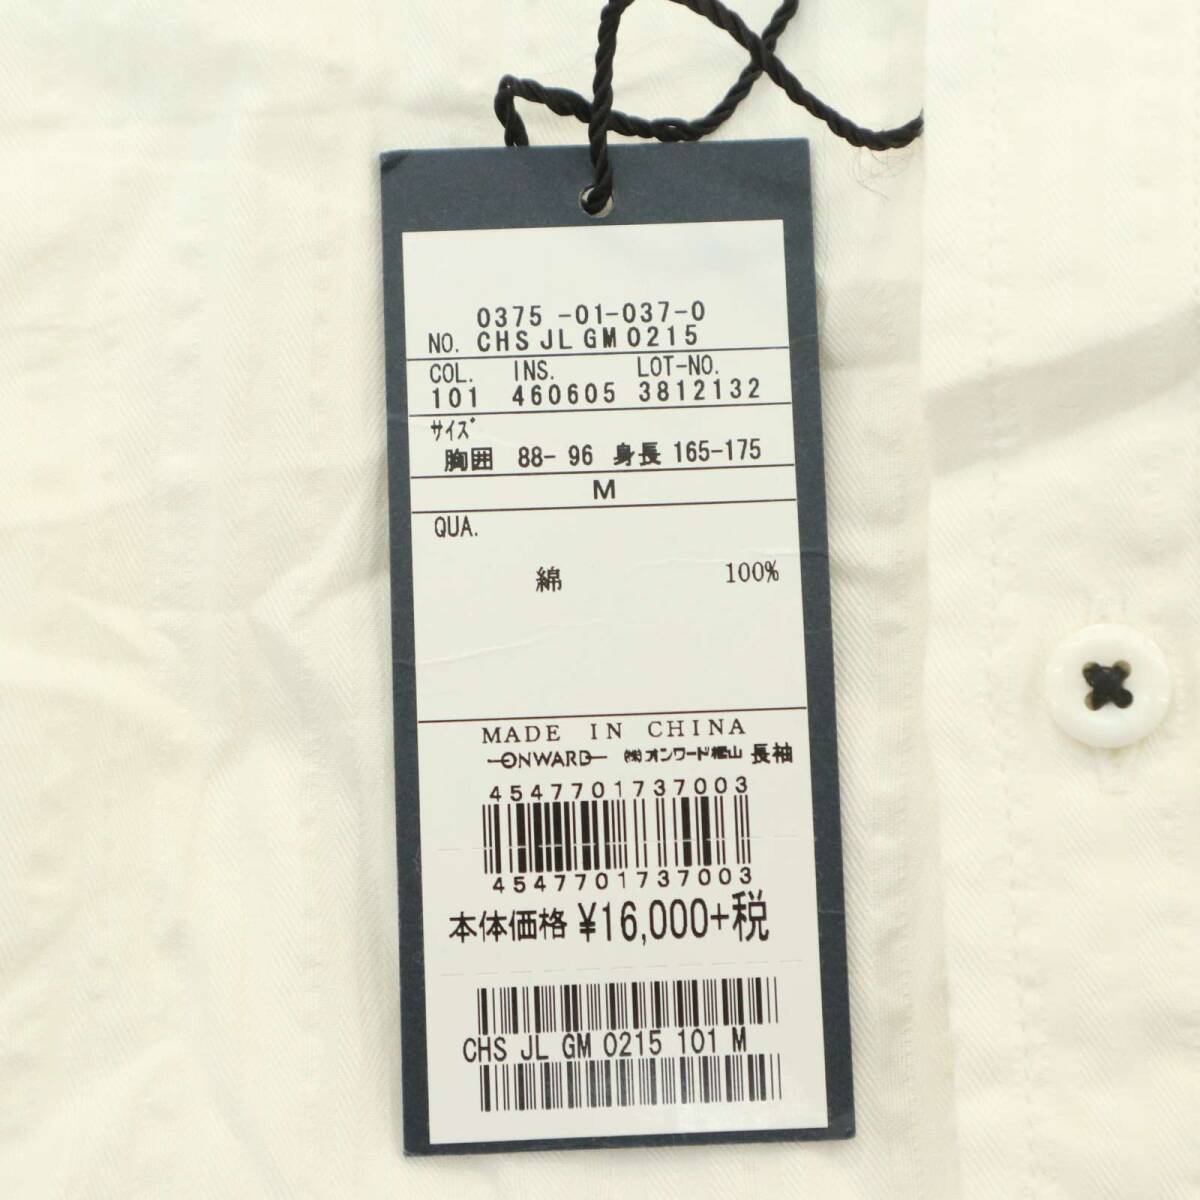 0375 -01-037-0
NO. CHS JL GM 0215
COL. INS. LOT-NO.
101 460605 3812132
ｻｲｽﾞ
胸囲 88- 96 身長 165-175
M
QUA.
綿 100%
MADE IN CHINA
ONWARD ㈱オンワード樫山 長袖
4547701737003
4547701737003
本体価格 ¥16,000+税
CHS JL GM 0215 101 M